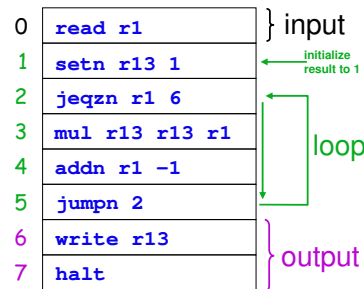 0 read r1 input
1 setn r13 1 initialize result to 1
2 jeqzn r1 6
3 mul r13 r13 r1 loop
4 addn r1 -1
5 jumpn 2
6 write r13 output
7 halt